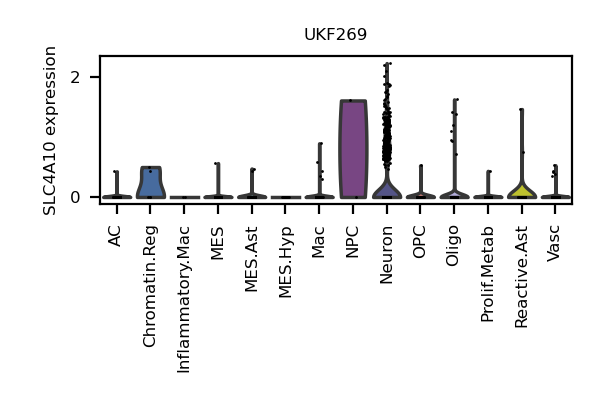 UKF269
SLC4A10 expression
2
0
AC
Chromatin.Reg
Inflammatory.Mac
MES
MES.Ast
MES.Hyp
Mac
NPC
Neuron
OPC
Oligo
Prolif.Metab
Reactive.Ast
Vasc